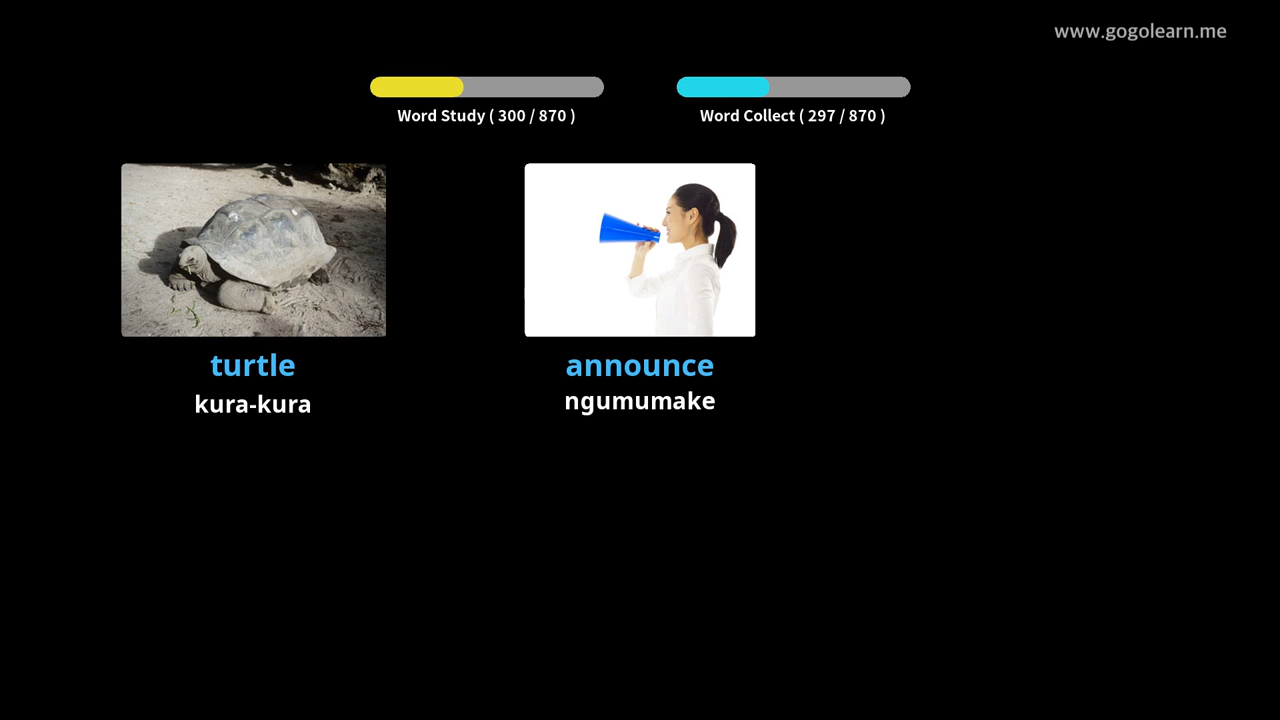 www.gogolearn.me
Word Study ( 300 / 870 )
Word Collect ( 297 / 870 )
turtle
kura-kura
announce
ngumumake